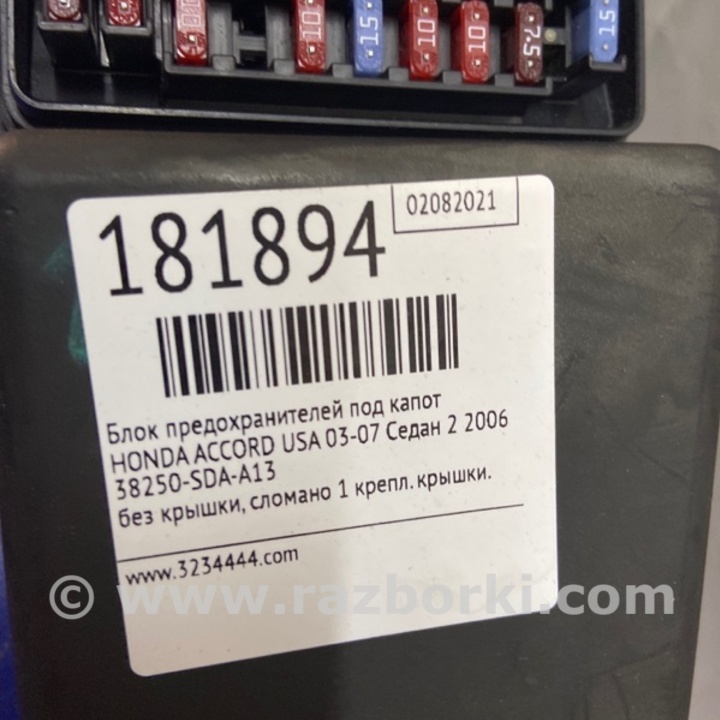 10
15
10
10
7.5
15
02082021
181894
Блок предохранителей под капот
HONDA ACCORD USA 03-07 Седан 2 2006
38250-SDA-A13
без крышки, сломано 1 крепл. крышки.
www.3234444.com
© www.razborki.com